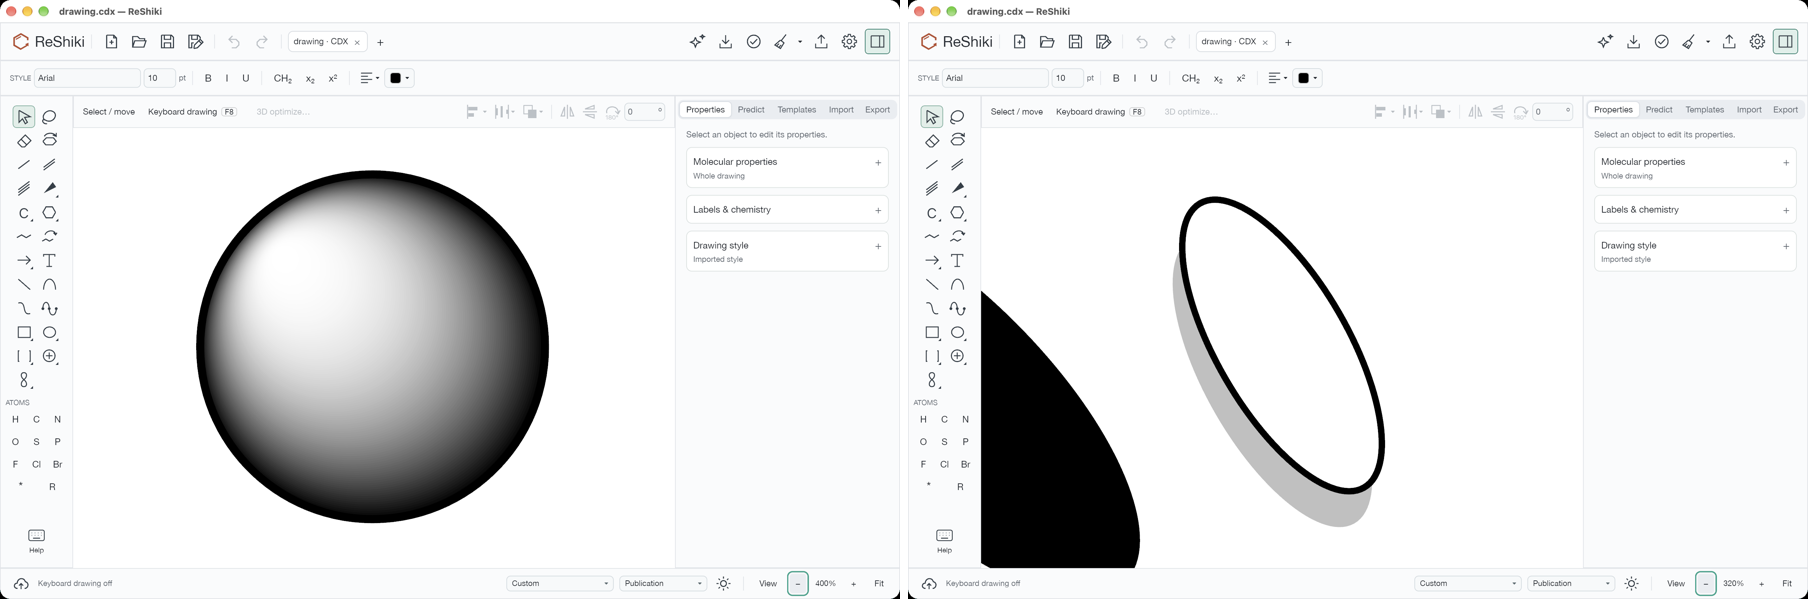 drawing.cdx — ReShiki
ReShiki
drawing · CDX × +
STYLE Arial 10 pt B I U CH₂ x₂ x²
Select / move Keyboard drawing F8 3D optimize... 180° 0 °
Properties Predict Templates Import Export
Select an object to edit its properties.
Molecular properties +
Whole drawing
Labels & chemistry +
Drawing style +
Imported style
C
T
ATOMS
H C N
O S P
F Cl Br
* R
Help
Keyboard drawing off Custom Publication View − 400% + Fit
drawing.cdx — ReShiki
ReShiki
drawing · CDX × +
STYLE Arial 10 pt B I U CH₂ x₂ x²
Select / move Keyboard drawing F8 3D optimize... 180° 0 °
Properties Predict Templates Import Export
Select an object to edit its properties.
Molecular properties +
Whole drawing
Labels & chemistry +
Drawing style +
Imported style
C
T
ATOMS
H C N
O S P
F Cl Br
* R
Help
Keyboard drawing off Custom Publication View − 320% + Fit